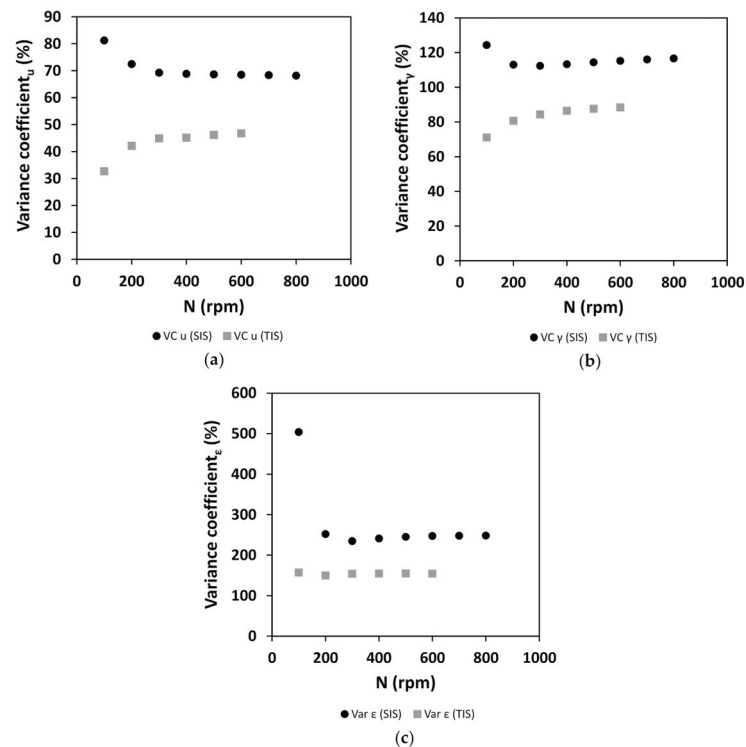 90
80
70
60
50
40
30
20
10
0
Variance coefficientu (%)
0 200 400 600 800 1000
N (rpm)
VC u (SIS) VC u (TIS)
(a)
140
120
100
80
60
40
20
0
Variance coefficientγ (%)
0 200 400 600 800 1000
N (rpm)
VC γ (SIS) VC γ (TIS)
(b)
600
500
400
300
200
100
0
Variance coefficientε (%)
0 200 400 600 800 1000
N (rpm)
Var ε (SIS) Var ε (TIS)
(c)